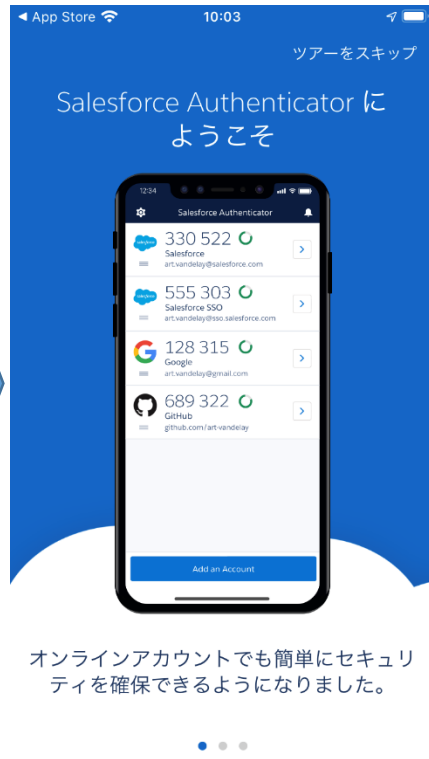 App Store
10:03
ツアーをスキップ
Salesforce Authenticator に
ようこそ
12:34
Salesforce Authenticator
330 522
Salesforce
art.vandelay@salesforce.com
555 303
Salesforce SSO
art.vandelay@sso.salesforce.com
128 315
Google
art.vandelay@gmail.com
689 322
GitHub
github.com/art-vandelay
Add an Account
オンラインアカウントでも簡単にセキュリ
ティを確保できるようになりました。